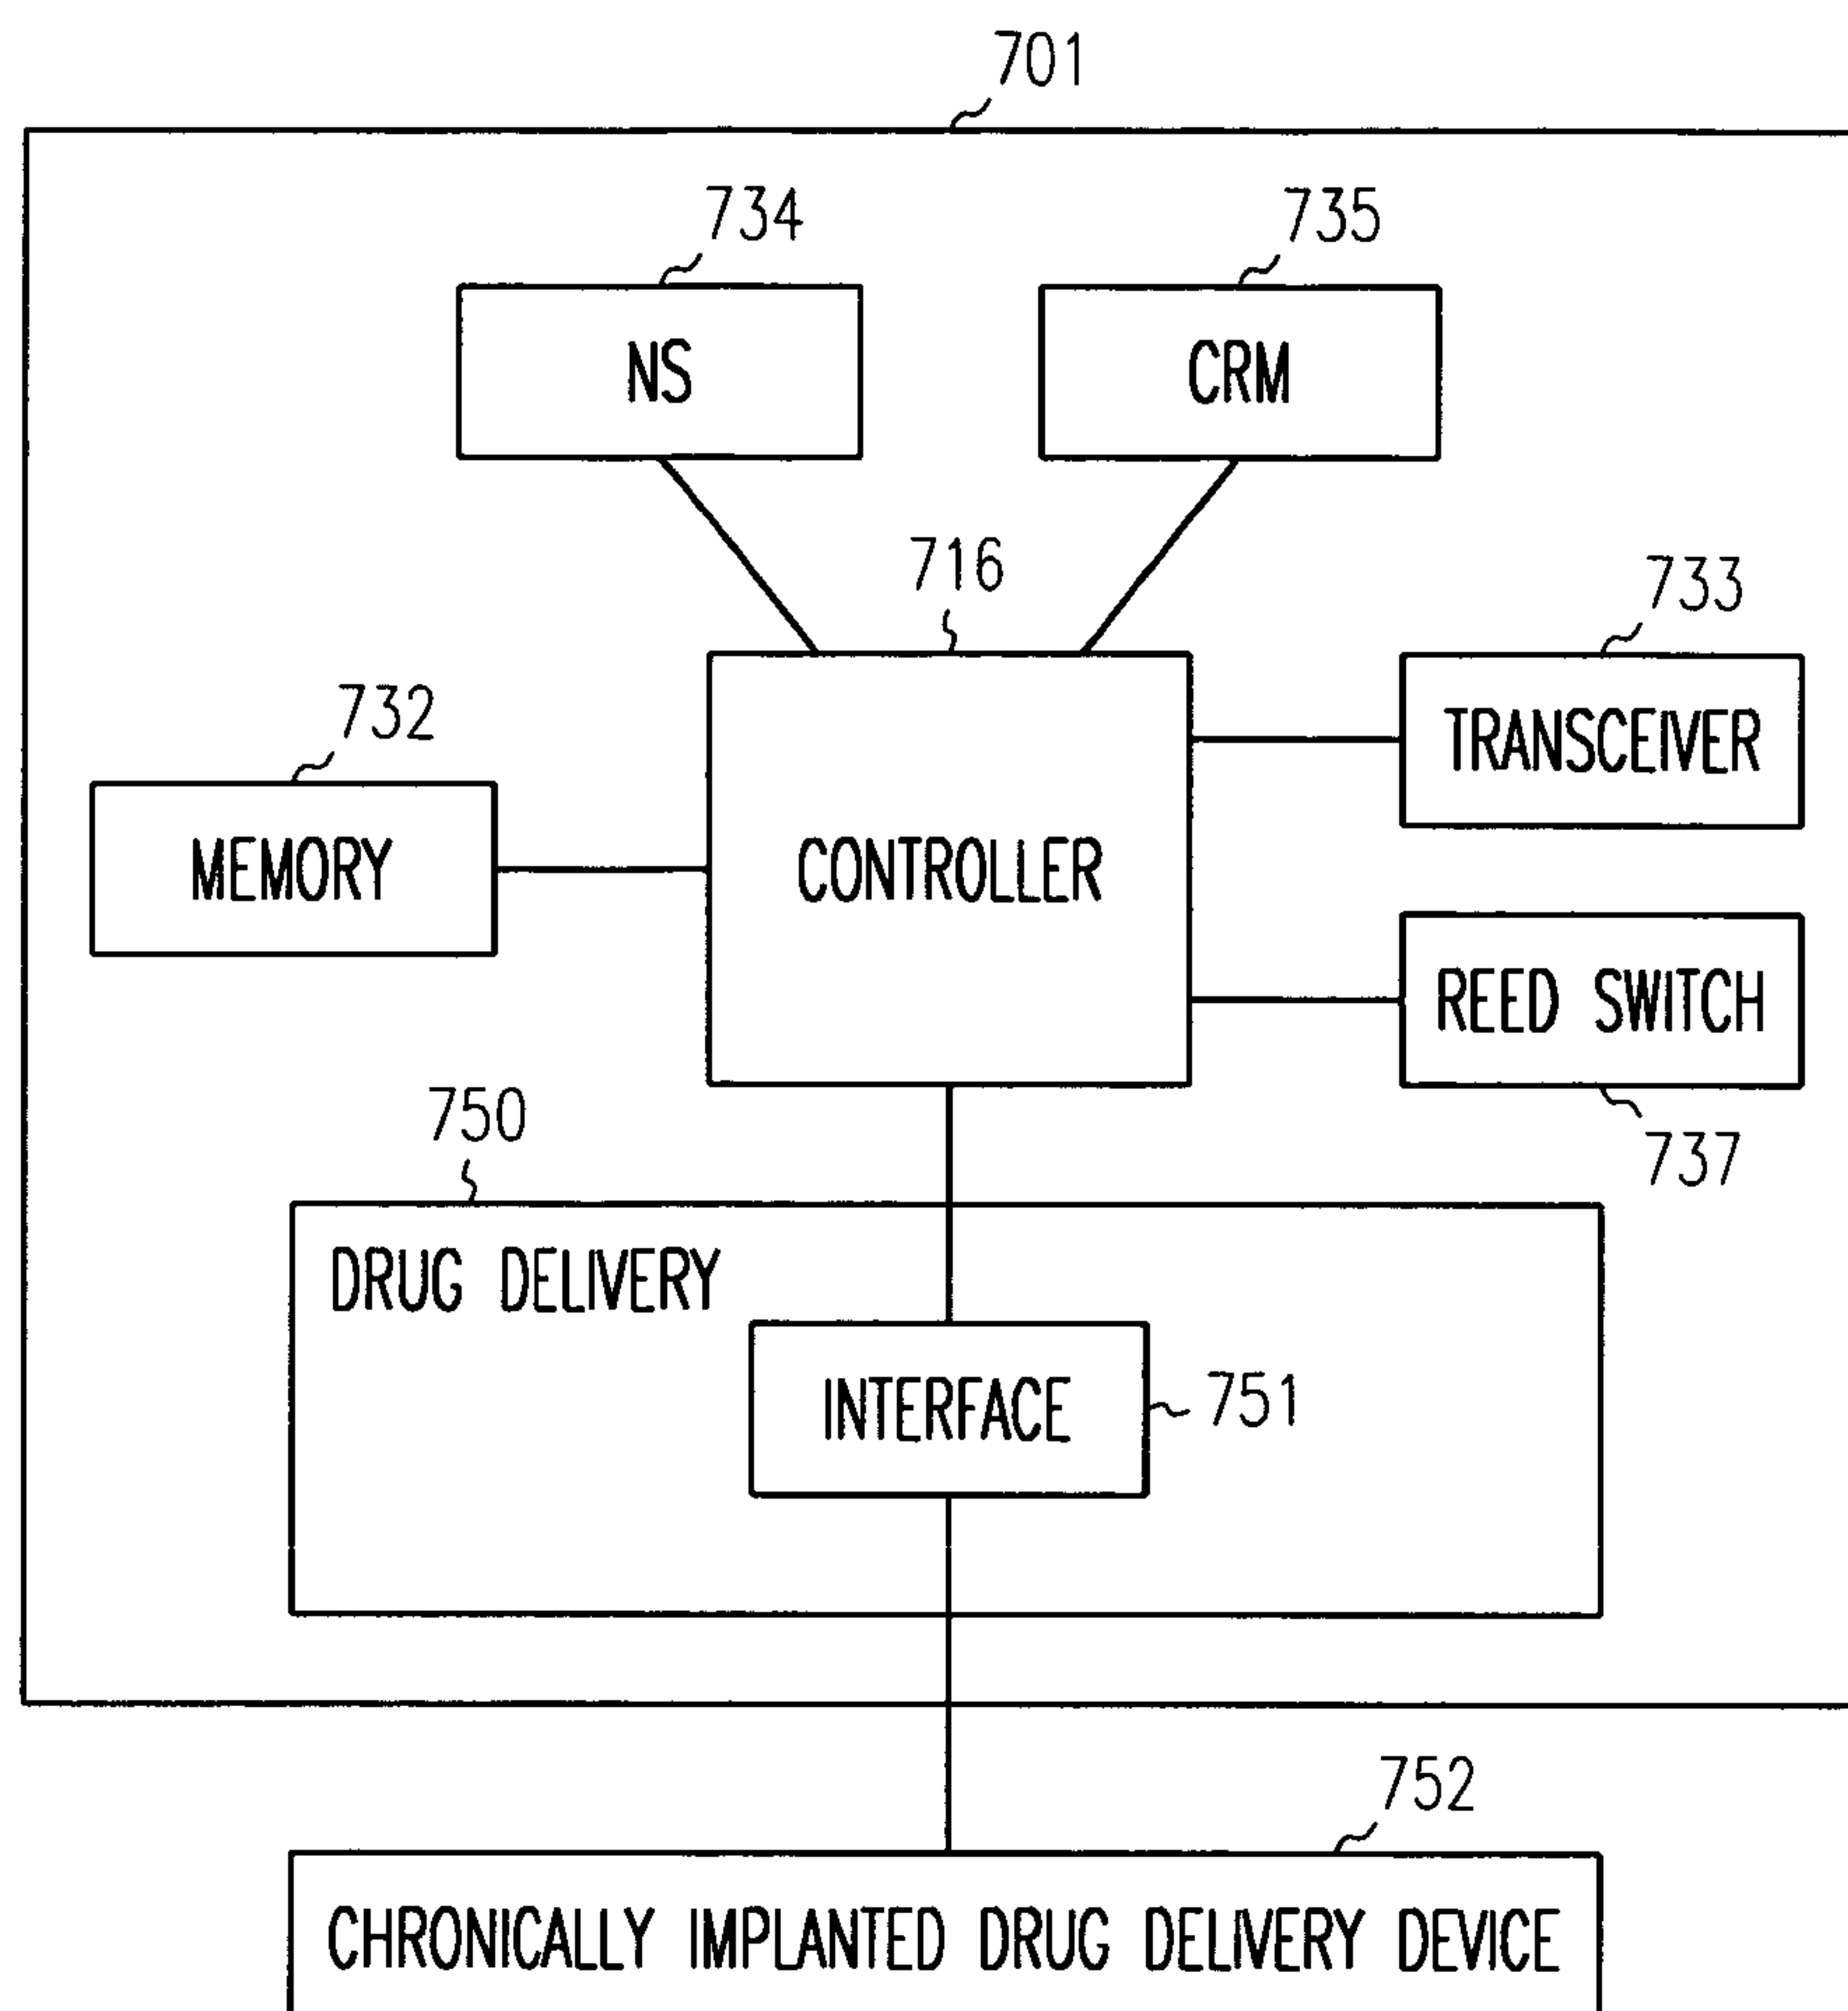 701
734
735
NS
CRM
716
733
732
TRANSCEIVER
MEMORY
CONTROLLER
REED SWITCH
750
737
DRUG DELIVERY
INTERFACE
751
752
CHRONICALLY IMPLANTED DRUG DELIVERY DEVICE